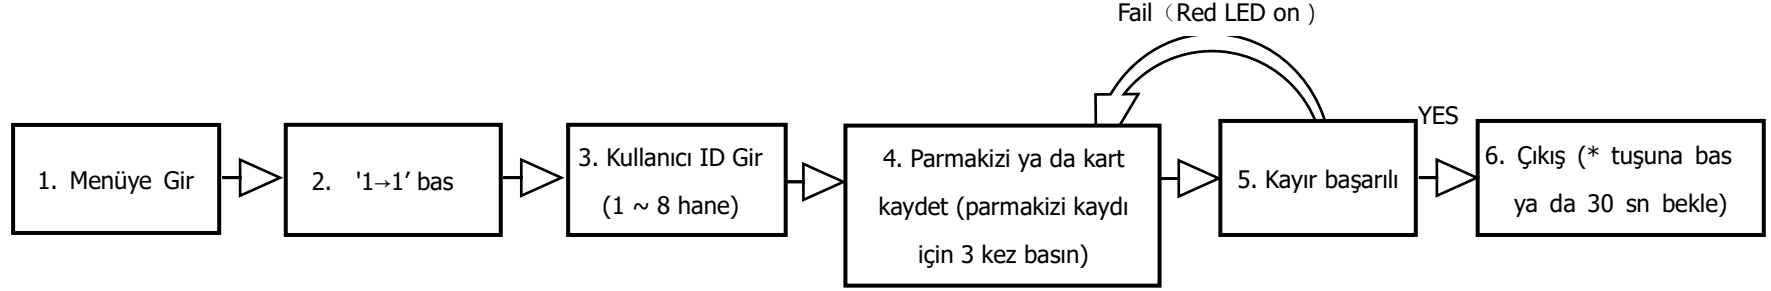 Fail（Red LED on )
1. Menüye Gir
2. '1→1’ bas
3. Kullanıcı ID Gir
(1 ~ 8 hane)
4. Parmakizi ya da kart
kaydet (parmakizi kaydı
için 3 kez basın)
5. Kayır başarılı
YES
6. Çıkış (* tuşuna bas
ya da 30 sn bekle)